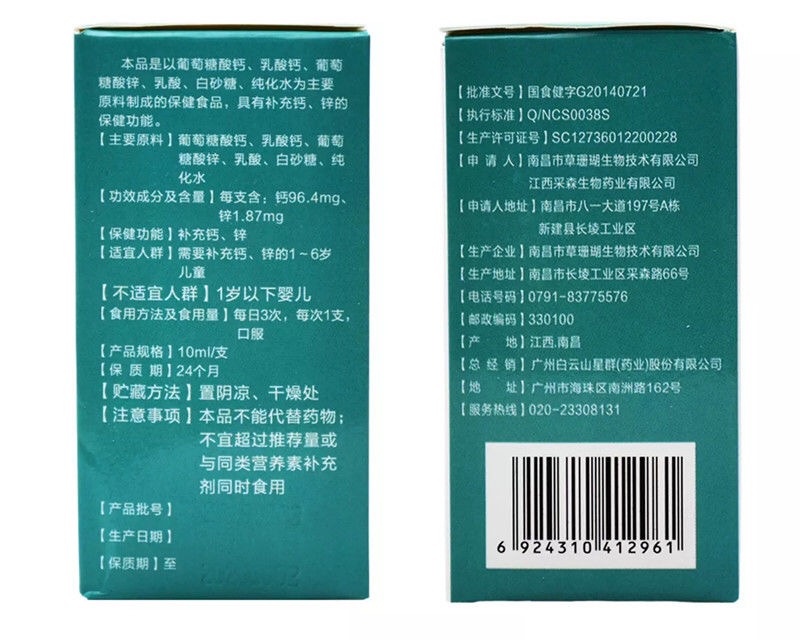 本品是以葡萄糖酸钙、乳酸钙、葡萄
糖酸锌、乳酸、白砂糖、纯化水为主要
原料制成的保健食品，具有补充钙、锌的
保健功能。
【主要原料】葡萄糖酸钙、乳酸钙、葡萄
糖酸锌、乳酸、白砂糖、纯
化水
【功效成分及含量】每支含：钙96.4mg、
锌1.87mg
【保健功能】补充钙、锌
【适宜人群】需要补充钙、锌的1～6岁
儿童
【不适宜人群】1岁以下婴儿
【食用方法及食用量】每日3次，每次1支，
口服
【产品规格】10ml/支
【保 质 期】24个月
【贮藏方法】置阴凉、干燥处
【注意事项】本品不能代替药物；
不宜超过推荐量或
与同类营养素补充
剂同时食用
【产品批号】
【生产日期】
【保质期】至
【批准文号】国食健字G20140721
【执行标准】Q/NCS0038S
【生产许可证号】SC12736012200228
【申 请 人】南昌市草珊瑚生物技术有限公司
江西采森生物药业有限公司
【申请人地址】南昌市八一大道197号A栋
新建县长堎工业区
【生产企业】南昌市草珊瑚生物技术有限公司
【生产地址】南昌市长堎工业区采森路66号
【电话号码】0791-83775576
【邮政编码】330100
【产 地】江西.南昌
【总 经 销】广州白云山星群(药业)股份有限公司
【地 址】广州市海珠区南洲路162号
【服务热线】020-23308131
6 924310 412961